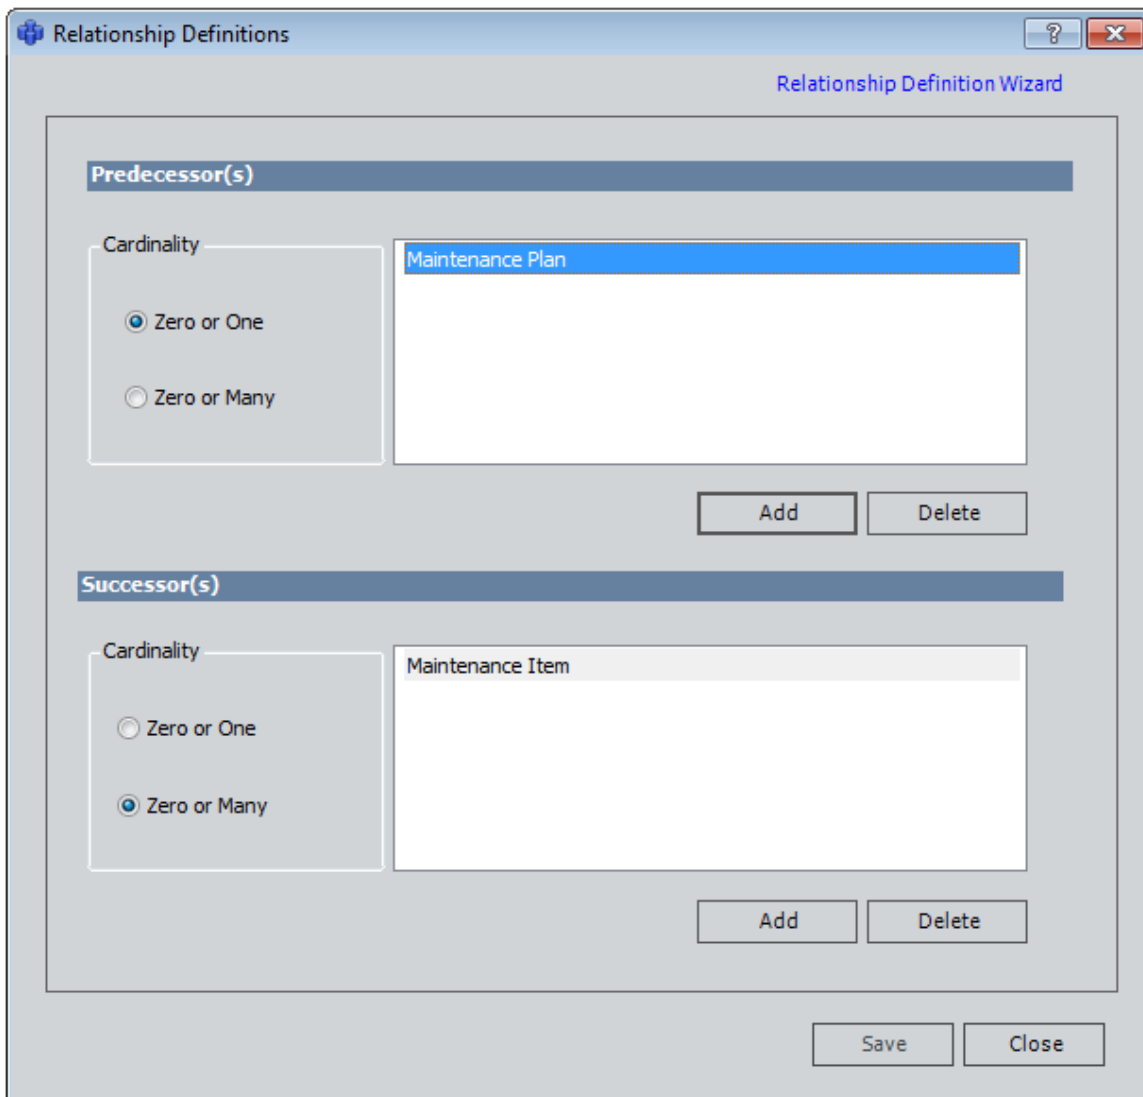 Relationship Definitions
?
Relationship Definition Wizard
Predecessor(s)
Cardinality
Maintenance Plan
Zero or One
Zero or Many
Add Delete
Successor(s)
Cardinality
Maintenance Item
Zero or One
Zero or Many
Add Delete
Save Close